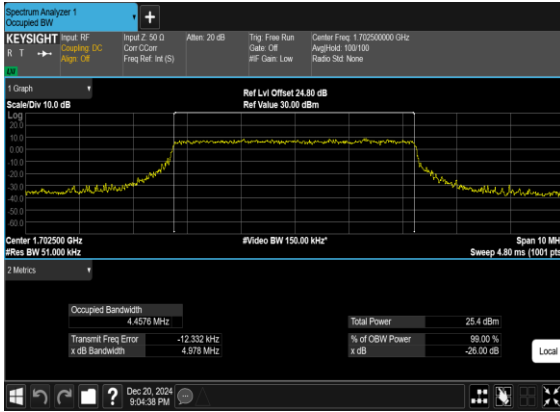 Spectrum Analyzer 1
Occupied BW
+
KEYSIGHT Input: RF Input Z: 50 Ω Atten: 20 dB Trig: Free Run Center Freq: 1.702500000 GHz
R T Coupling: DC Corr CCorr Gate: Off Avg|Hold: 100/100
Align: Off Freq Ref: Int (S) #IF Gain: Low Radio Std: None
1 Graph
Ref Lvl Offset 24.80 dB
Scale/Div 10.0 dB Ref Value 30.00 dBm
Log
20.0
10.0
0.00
-10.0
-20.0
-30.0
-40.0
-50.0
-60.0
Center 1.702500 GHz #Video BW 150.00 kHz* Span 10 MH
#Res BW 51.000 kHz Sweep 4.80 ms (1001 pts
2 Metrics
Occupied Bandwidth
4.4576 MHz Total Power 25.4 dBm
Transmit Freq Error -12.332 kHz % of OBW Power 99.00 %
x dB Bandwidth 4.978 MHz x dB -26.00 dB
Local
? Dec 20, 2024
9:04:38 PM